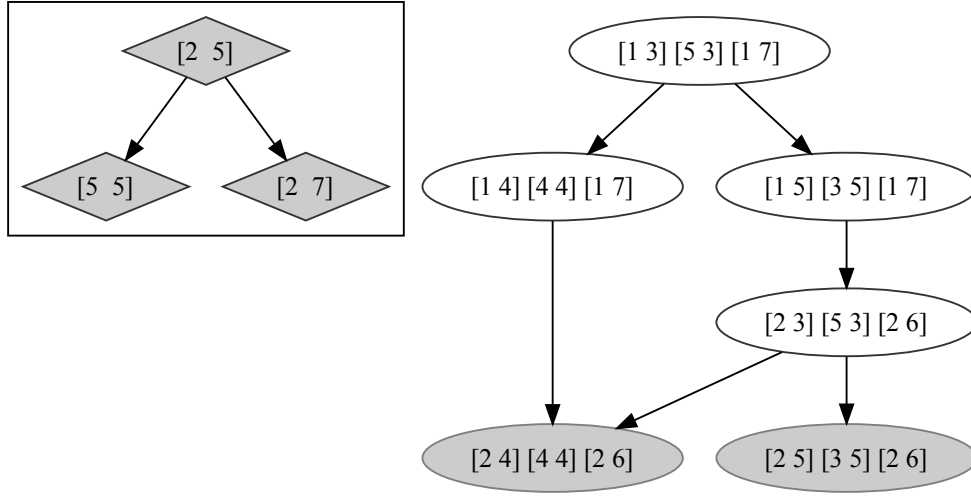 [2 5]
[5 5]
[2 7]
[1 3] [5 3] [1 7]
[1 4] [4 4] [1 7]
[1 5] [3 5] [1 7]
[2 3] [5 3] [2 6]
[2 4] [4 4] [2 6]
[2 5] [3 5] [2 6]